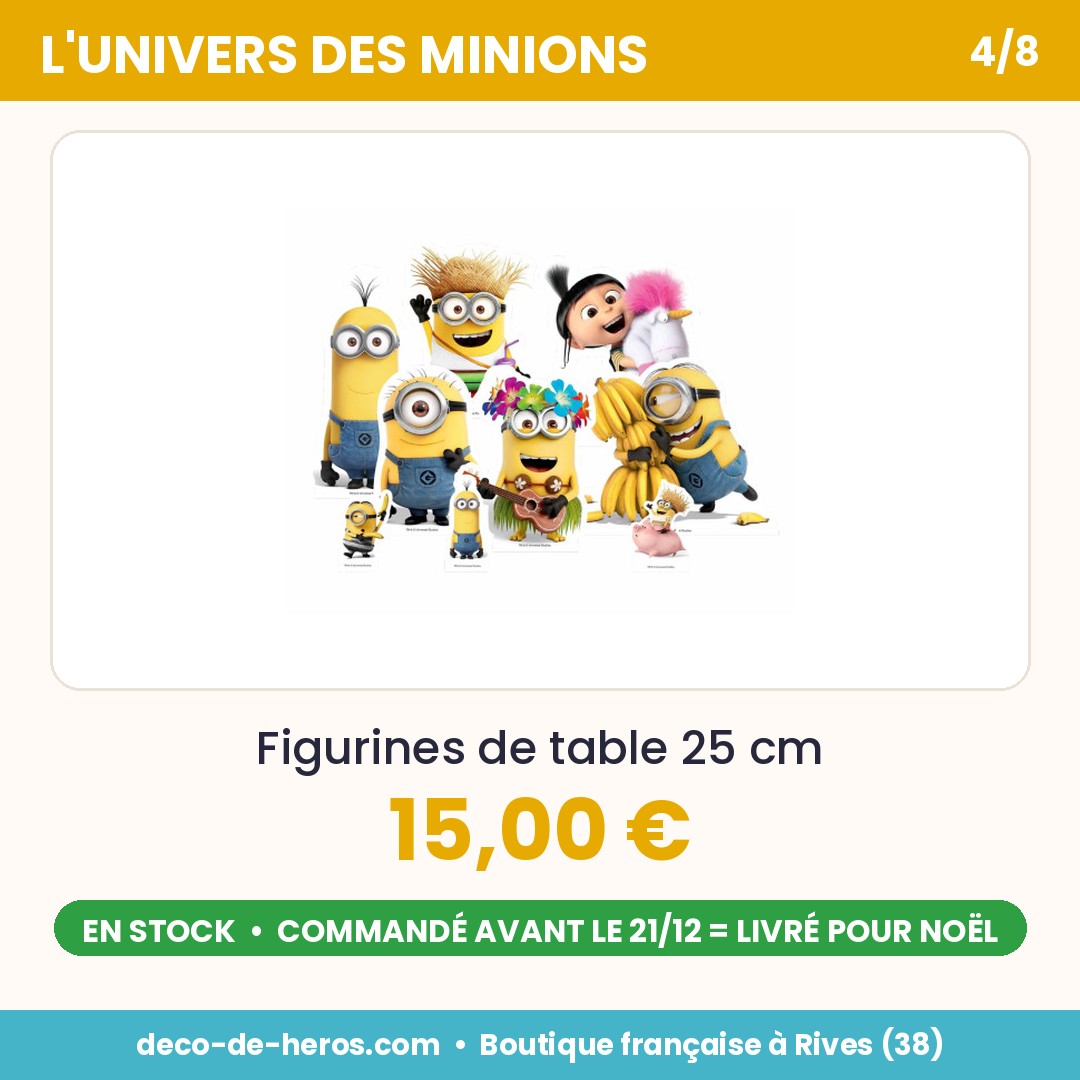 L'UNIVERS DES MINIONS
4/8
Figurines de table 25 cm
15,00 €
EN STOCK • COMMANDÉ AVANT LE 21/12 = LIVRÉ POUR NOËL
deco-de-heros.com • Boutique française à Rives (38)